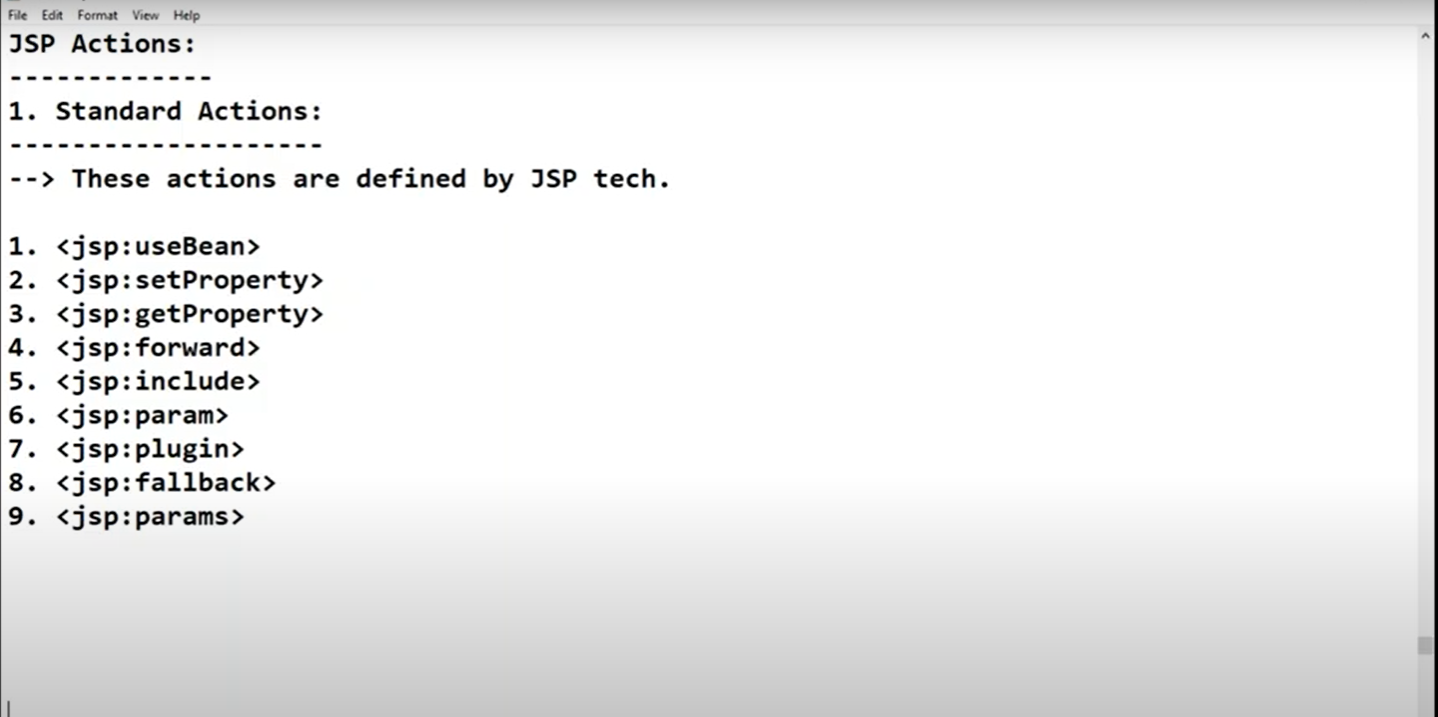 File Edit Format View Help
JSP Actions:
-------------
1. Standard Actions:
--------------------
--> These actions are defined by JSP tech.
1. <jsp:useBean>
2. <jsp:setProperty>
3. <jsp:getProperty>
4. <jsp:forward>
5. <jsp:include>
6. <jsp:param>
7. <jsp:plugin>
8. <jsp:fallback>
9. <jsp:params>